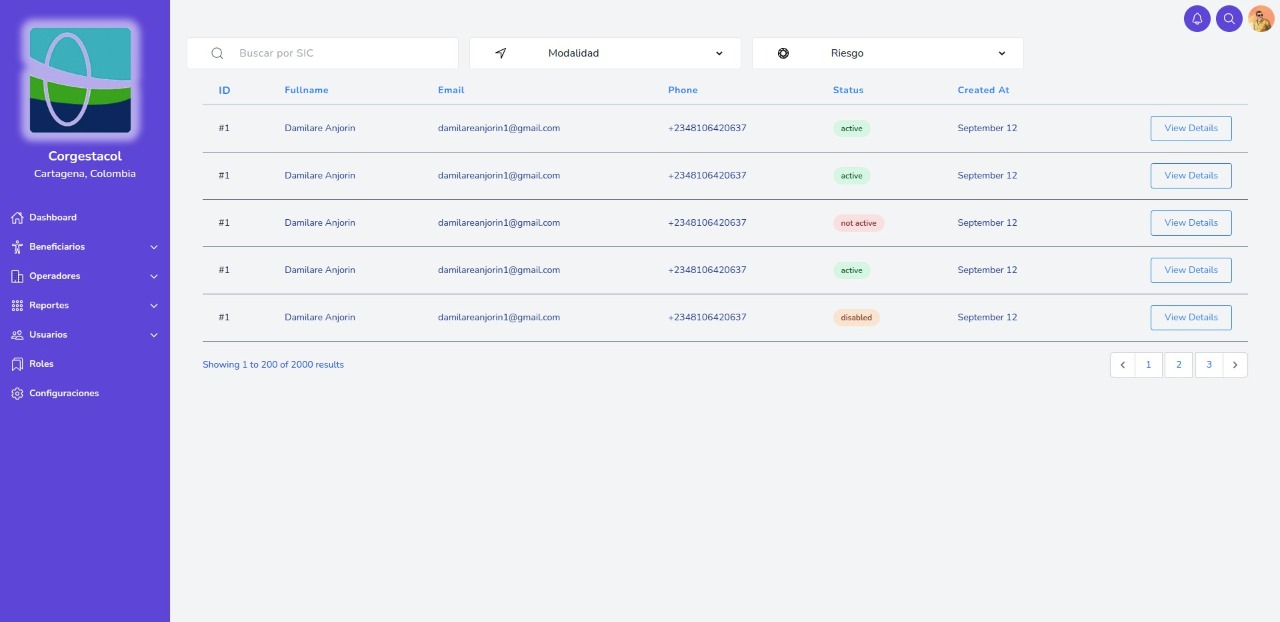 Corgestacol
Cartagena, Colombia
Dashboard
Beneficiarios
Operadores
Reportes
Usuarios
Roles
Configuraciones
Buscar por SIC
Modalidad
Riesgo
ID Fullname Email Phone Status Created At
#1 Damilare Anjorin damilareanjorin1@gmail.com +2348106420637 active September 12 View Details
#1 Damilare Anjorin damilareanjorin1@gmail.com +2348106420637 active September 12 View Details
#1 Damilare Anjorin damilareanjorin1@gmail.com +2348106420637 not active September 12 View Details
#1 Damilare Anjorin damilareanjorin1@gmail.com +2348106420637 active September 12 View Details
#1 Damilare Anjorin damilareanjorin1@gmail.com +2348106420637 disabled September 12 View Details
Showing 1 to 200 of 2000 results
1 2 3